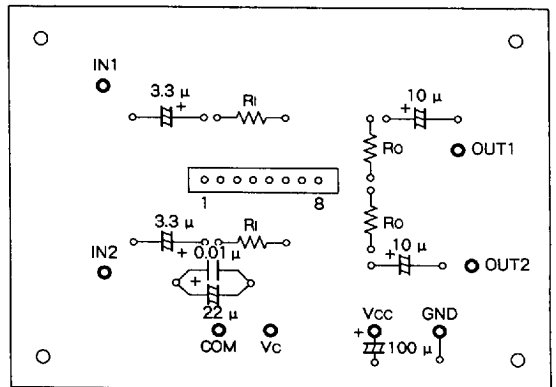 IN1
3.3 µ
+
RI
10 µ
+
RO
OUT1
1
8
3.3 µ
RI
RO
IN2
+ 0.01 µ
10 µ
+
OUT2
+
22 µ
COM
VC
VCC
GND
+
100 µ